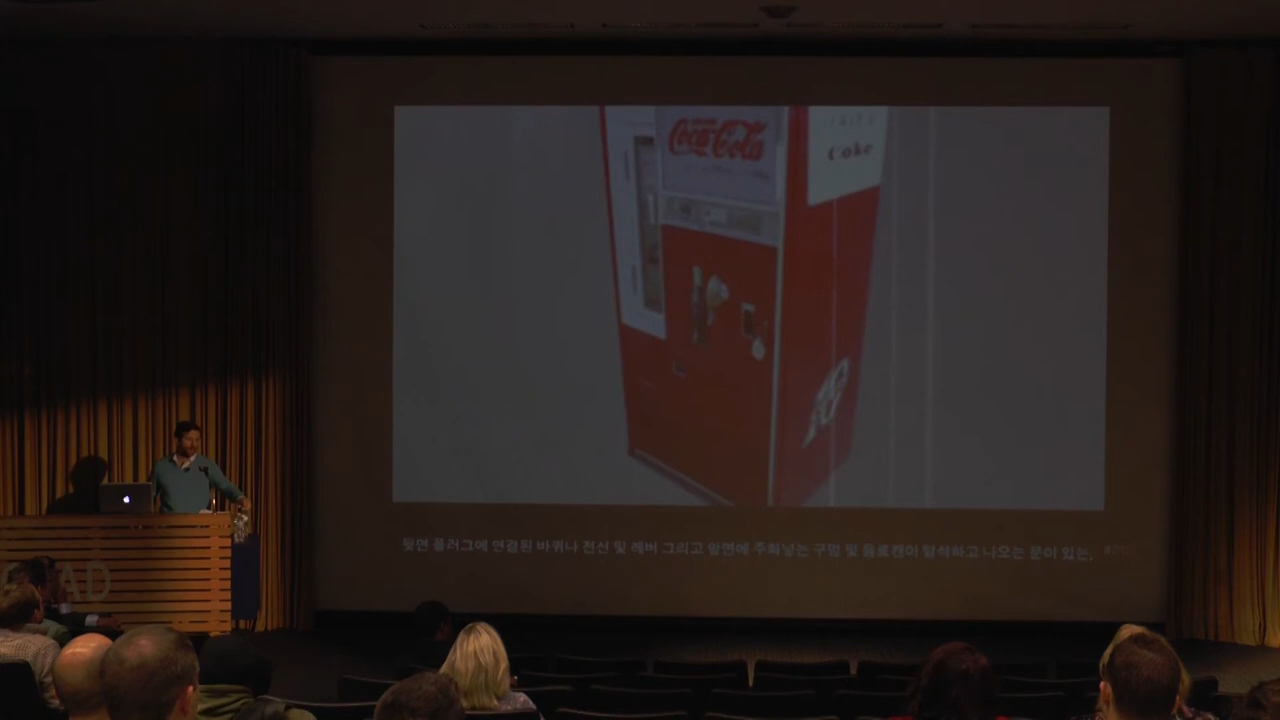 Coca-Cola
Coke
뒷면 플러그에 연결된 바퀴나 전선 및 레버 그리고 앞면에 주화넣는 구멍 및 음료캔이 탈착하고 나오는 문이 있는,
AD